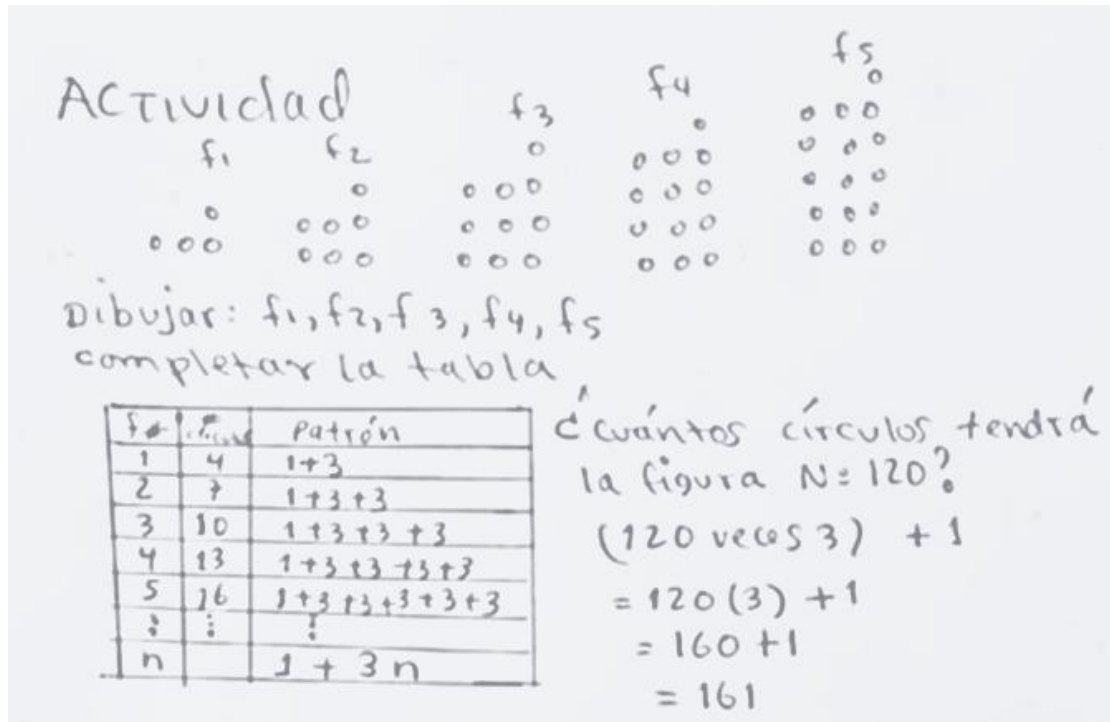 ACTIVIdad
f1 f2 f3 f4 f5
Dibujar: f1, f2, f 3, f4, f5
completar la tabla
f Patrón
1 4 1+3
2 7 1+3+3
3 10 1+3+3+3
4 13 1+3+3+3+3
5 16 1+3+3+3+3+3
⋮ ⋮ ⋮
n 1 + 3n
¿cuántos círculos tendrá
la figura N: 120?
(120 veces 3) + 1
= 120(3) + 1
= 160 + 1
= 161